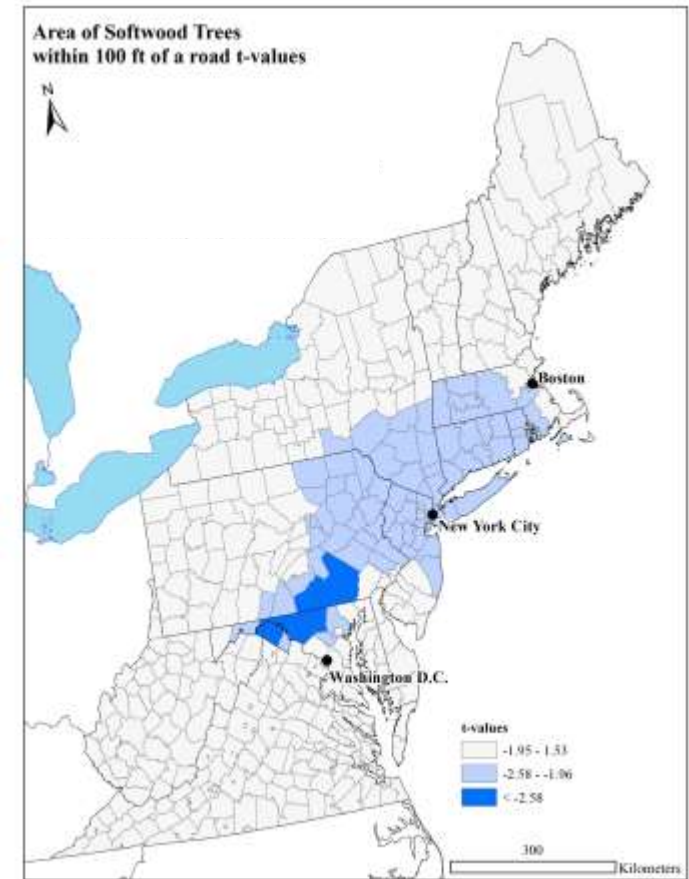 Area of Softwood Trees
within 100 ft of a road t-values
N
Boston
New York City
Washington D.C.
t-values
-1.95 - 1.53
-2.58 - -1.96
< -2.58
300
Kilometers